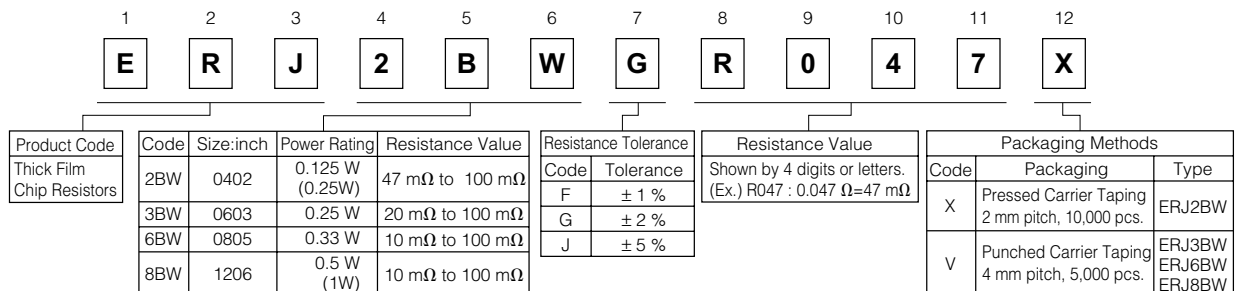 1 2 3 4 5 6 7 8 9 10 11 12
E R J 2 B W G R 0 4 7 X
Product Code
Thick Film
Chip Resistors
Code Size:inch Power Rating Resistance Value
2BW 0402 0.125 W (0.25W) 47 mΩ to 100 mΩ
3BW 0603 0.25 W 20 mΩ to 100 mΩ
6BW 0805 0.33 W 10 mΩ to 100 mΩ
8BW 1206 0.5 W (1W) 10 mΩ to 100 mΩ
Resistance Tolerance
Code Tolerance
F ± 1 %
G ± 2 %
J ± 5 %
Resistance Value
Shown by 4 digits or letters.
(Ex.) R047 : 0.047 Ω=47 mΩ
Packaging Methods
Code Packaging Type
X Pressed Carrier Taping 2 mm pitch, 10,000 pcs. ERJ2BW
V Punched Carrier Taping 4 mm pitch, 5,000 pcs. ERJ3BW ERJ6BW ERJ8BW